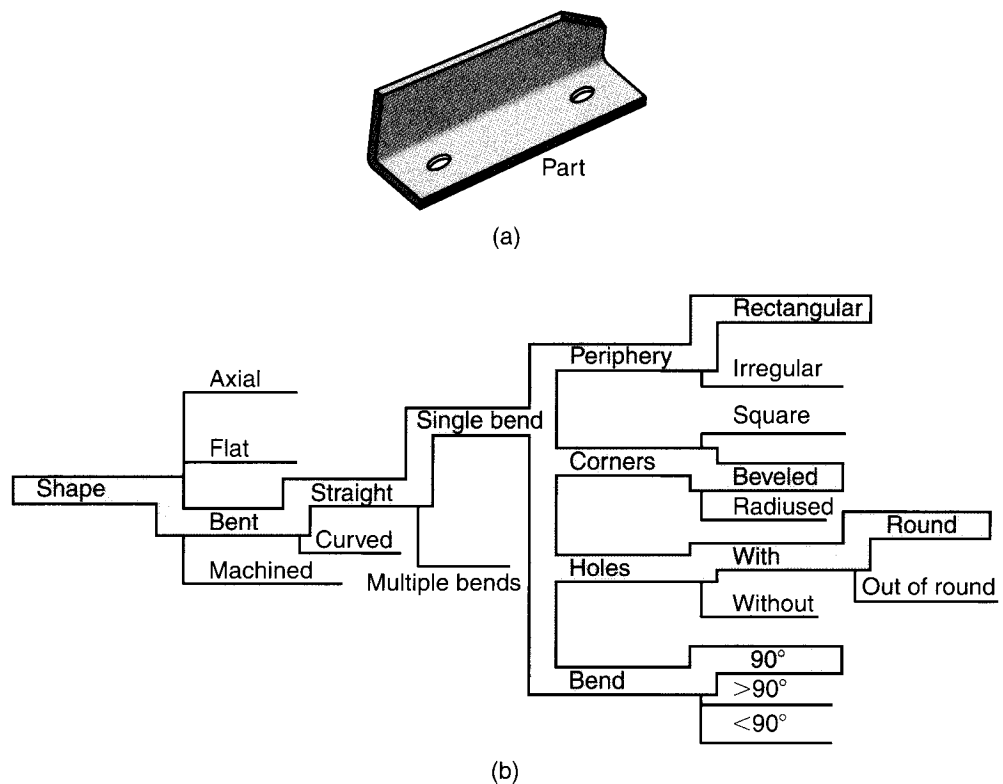 Part
(a)
Rectangular
Periphery
Irregular
Axial
Single bend
Square
Flat
Corners
Beveled
Shape
Straight
Radiused
Bent
Round
Curved
With
Machined
Multiple bends
Holes
Out of round
Without
90°
Bend
>90°
<90°
(b)